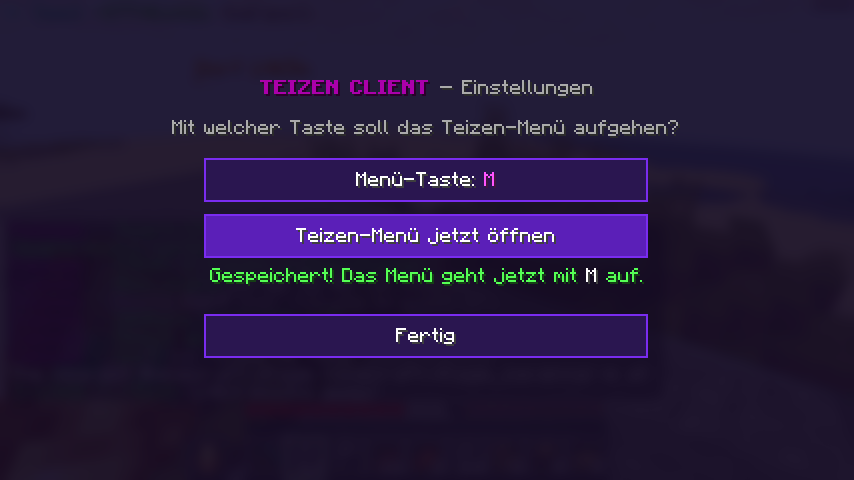 TEIZEN CLIENT – Einstellungen
Mit welcher Taste soll das Teizen-Menü aufgehen?
Menü-Taste: M
Teizen-Menü jetzt öffnen
Gespeichert! Das Menü geht jetzt mit M auf.
Fertig